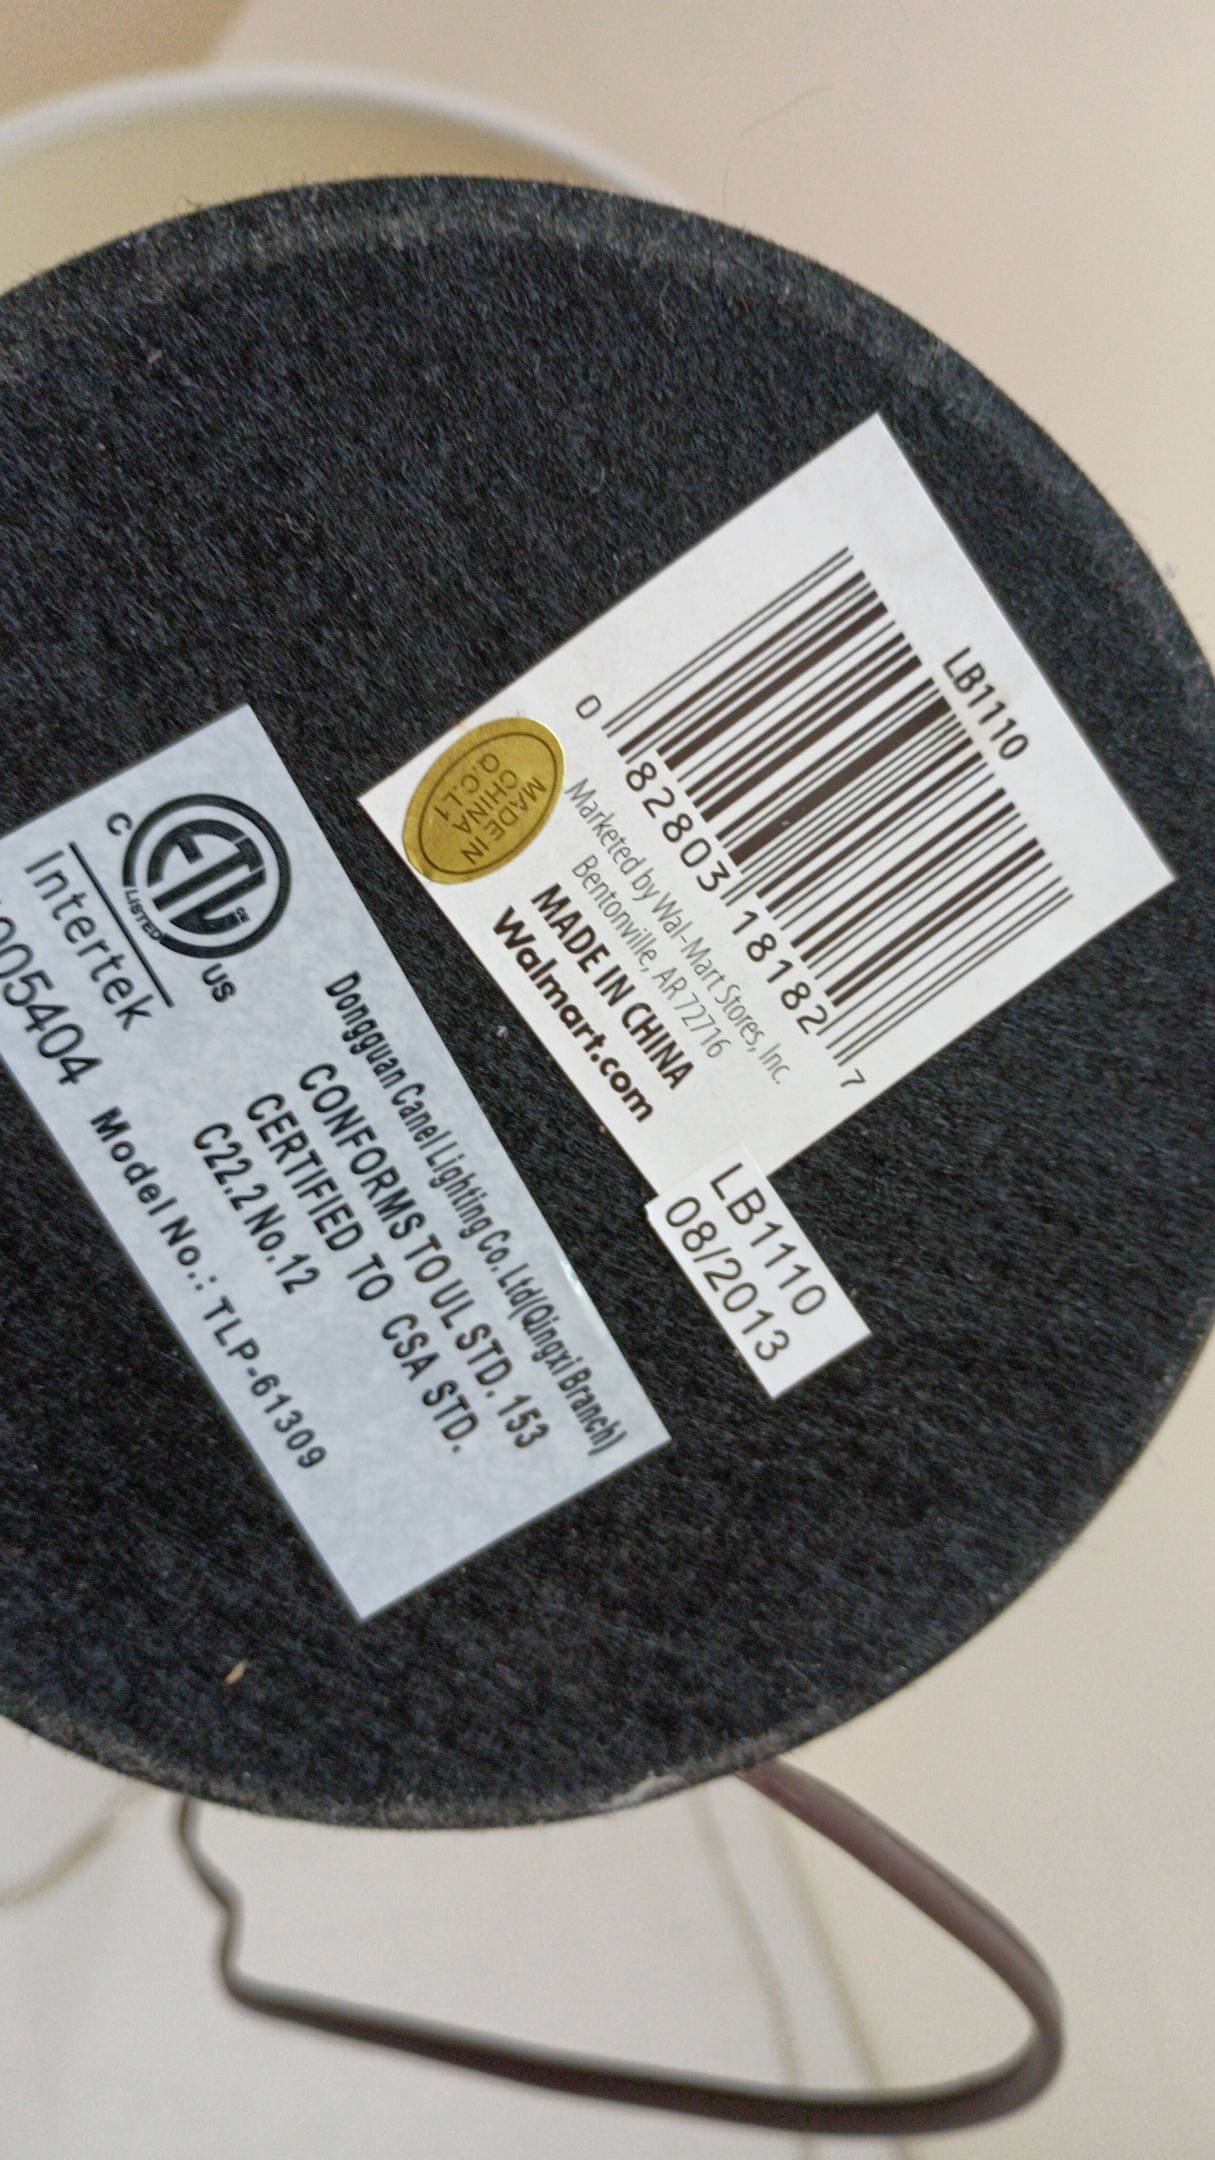 LB1110
0 82803 18182 7
Marketed by Wal-Mart Stores, Inc.
Bentonville, AR 72716
MADE IN CHINA
Walmart.com
MADE IN
CHINA
Q.C.L1
LB1110
08/2013
C ETL US
LISTED
Intertek
005404
Dongguan Canel Lighting Co. Ltd(Qingxi Branch)
CONFORMS TO UL STD. 153
CERTIFIED TO CSA STD.
C22.2 No.12
Model No.: TLP-61309